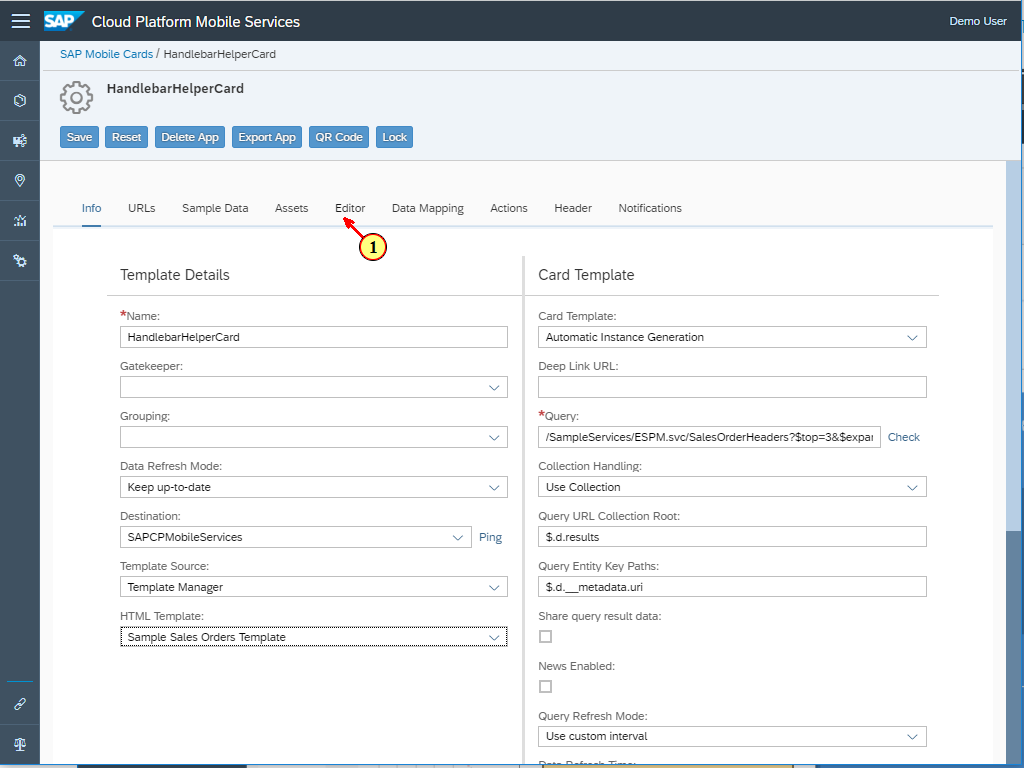 SAP Cloud Platform Mobile Services Demo User
SAP Mobile Cards / HandlebarHelperCard
HandlebarHelperCard
Save Reset Delete App Export App QR Code Lock
Info URLs Sample Data Assets Editor Data Mapping Actions Header Notifications
1
Template Details
*Name:
HandlebarHelperCard
Gatekeeper:
Grouping:
Data Refresh Mode:
Keep up-to-date
Destination:
SAPCPMobileServices Ping
Template Source:
Template Manager
HTML Template:
Sample Sales Orders Template
Card Template
Card Template:
Automatic Instance Generation
Deep Link URL:
*Query:
/SampleServices/ESPM.svc/SalesOrderHeaders?$top=3&$expan Check
Collection Handling:
Use Collection
Query URL Collection Root:
$.d.results
Query Entity Key Paths:
$.d.__metadata.uri
Share query result data:
News Enabled:
Query Refresh Mode:
Use custom interval
Data Refresh Time: